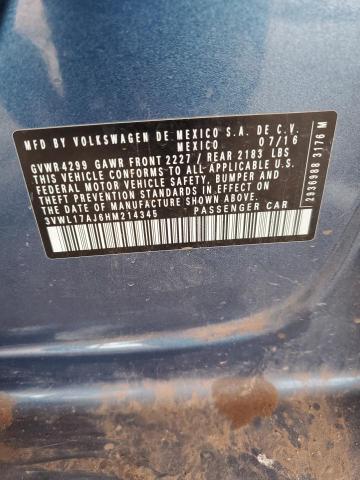 MFD BY VOLKSWAGEN DE MEXICO S.A. DE C.V.
MEXICO 07/16
GVWR 4299 GAWR FRONT 2227 / REAR 2183 LBS
THIS VEHICLE CONFORMS TO ALL APPLICABLE U.S.
FEDERAL MOTOR VEHICLE SAFETY, BUMPER, AND
THEFT PREVENTION STANDARDS IN EFFECT ON
THE DATE OF MANUFACTURE SHOWN ABOVE.
3VWL17AJ6HM214345 PASSENGER CAR
2936988 3176 M